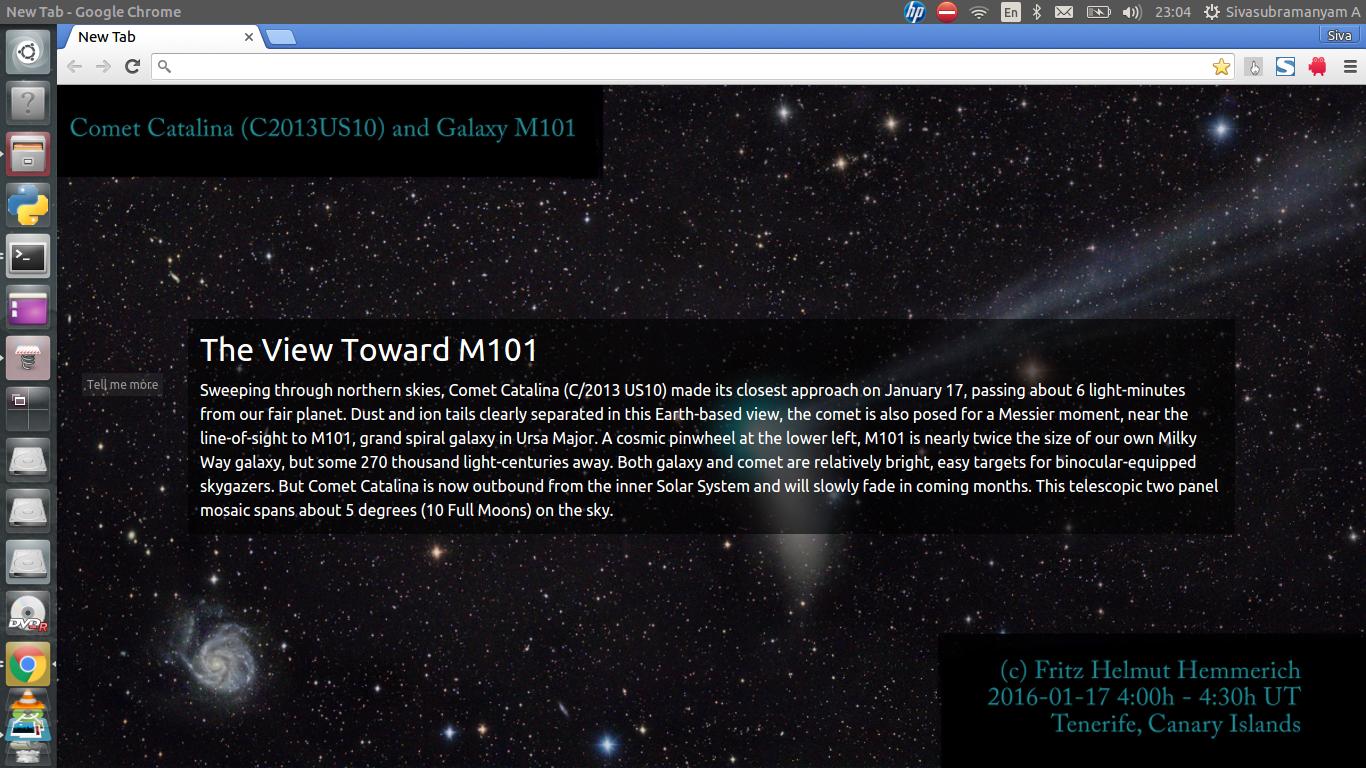 New Tab - Google Chrome
En
23:04
Sivasubramanyam A
New Tab
Siva
Comet Catalina (C2013US10) and Galaxy M101
The View Toward M101
Tell me more
Sweeping through northern skies, Comet Catalina (C/2013 US10) made its closest approach on January 17, passing about 6 light-minutes
from our fair planet. Dust and ion tails clearly separated in this Earth-based view, the comet is also posed for a Messier moment, near the
line-of-sight to M101, grand spiral galaxy in Ursa Major. A cosmic pinwheel at the lower left, M101 is nearly twice the size of our own Milky
Way galaxy, but some 270 thousand light-centuries away. Both galaxy and comet are relatively bright, easy targets for binocular-equipped
skygazers. But Comet Catalina is now outbound from the inner Solar System and will slowly fade in coming months. This telescopic two panel
mosaic spans about 5 degrees (10 Full Moons) on the sky.
DVD-R
(c) Fritz Helmut Hemmerich
2016-01-17 4:00h - 4:30h UT
Tenerife, Canary Islands